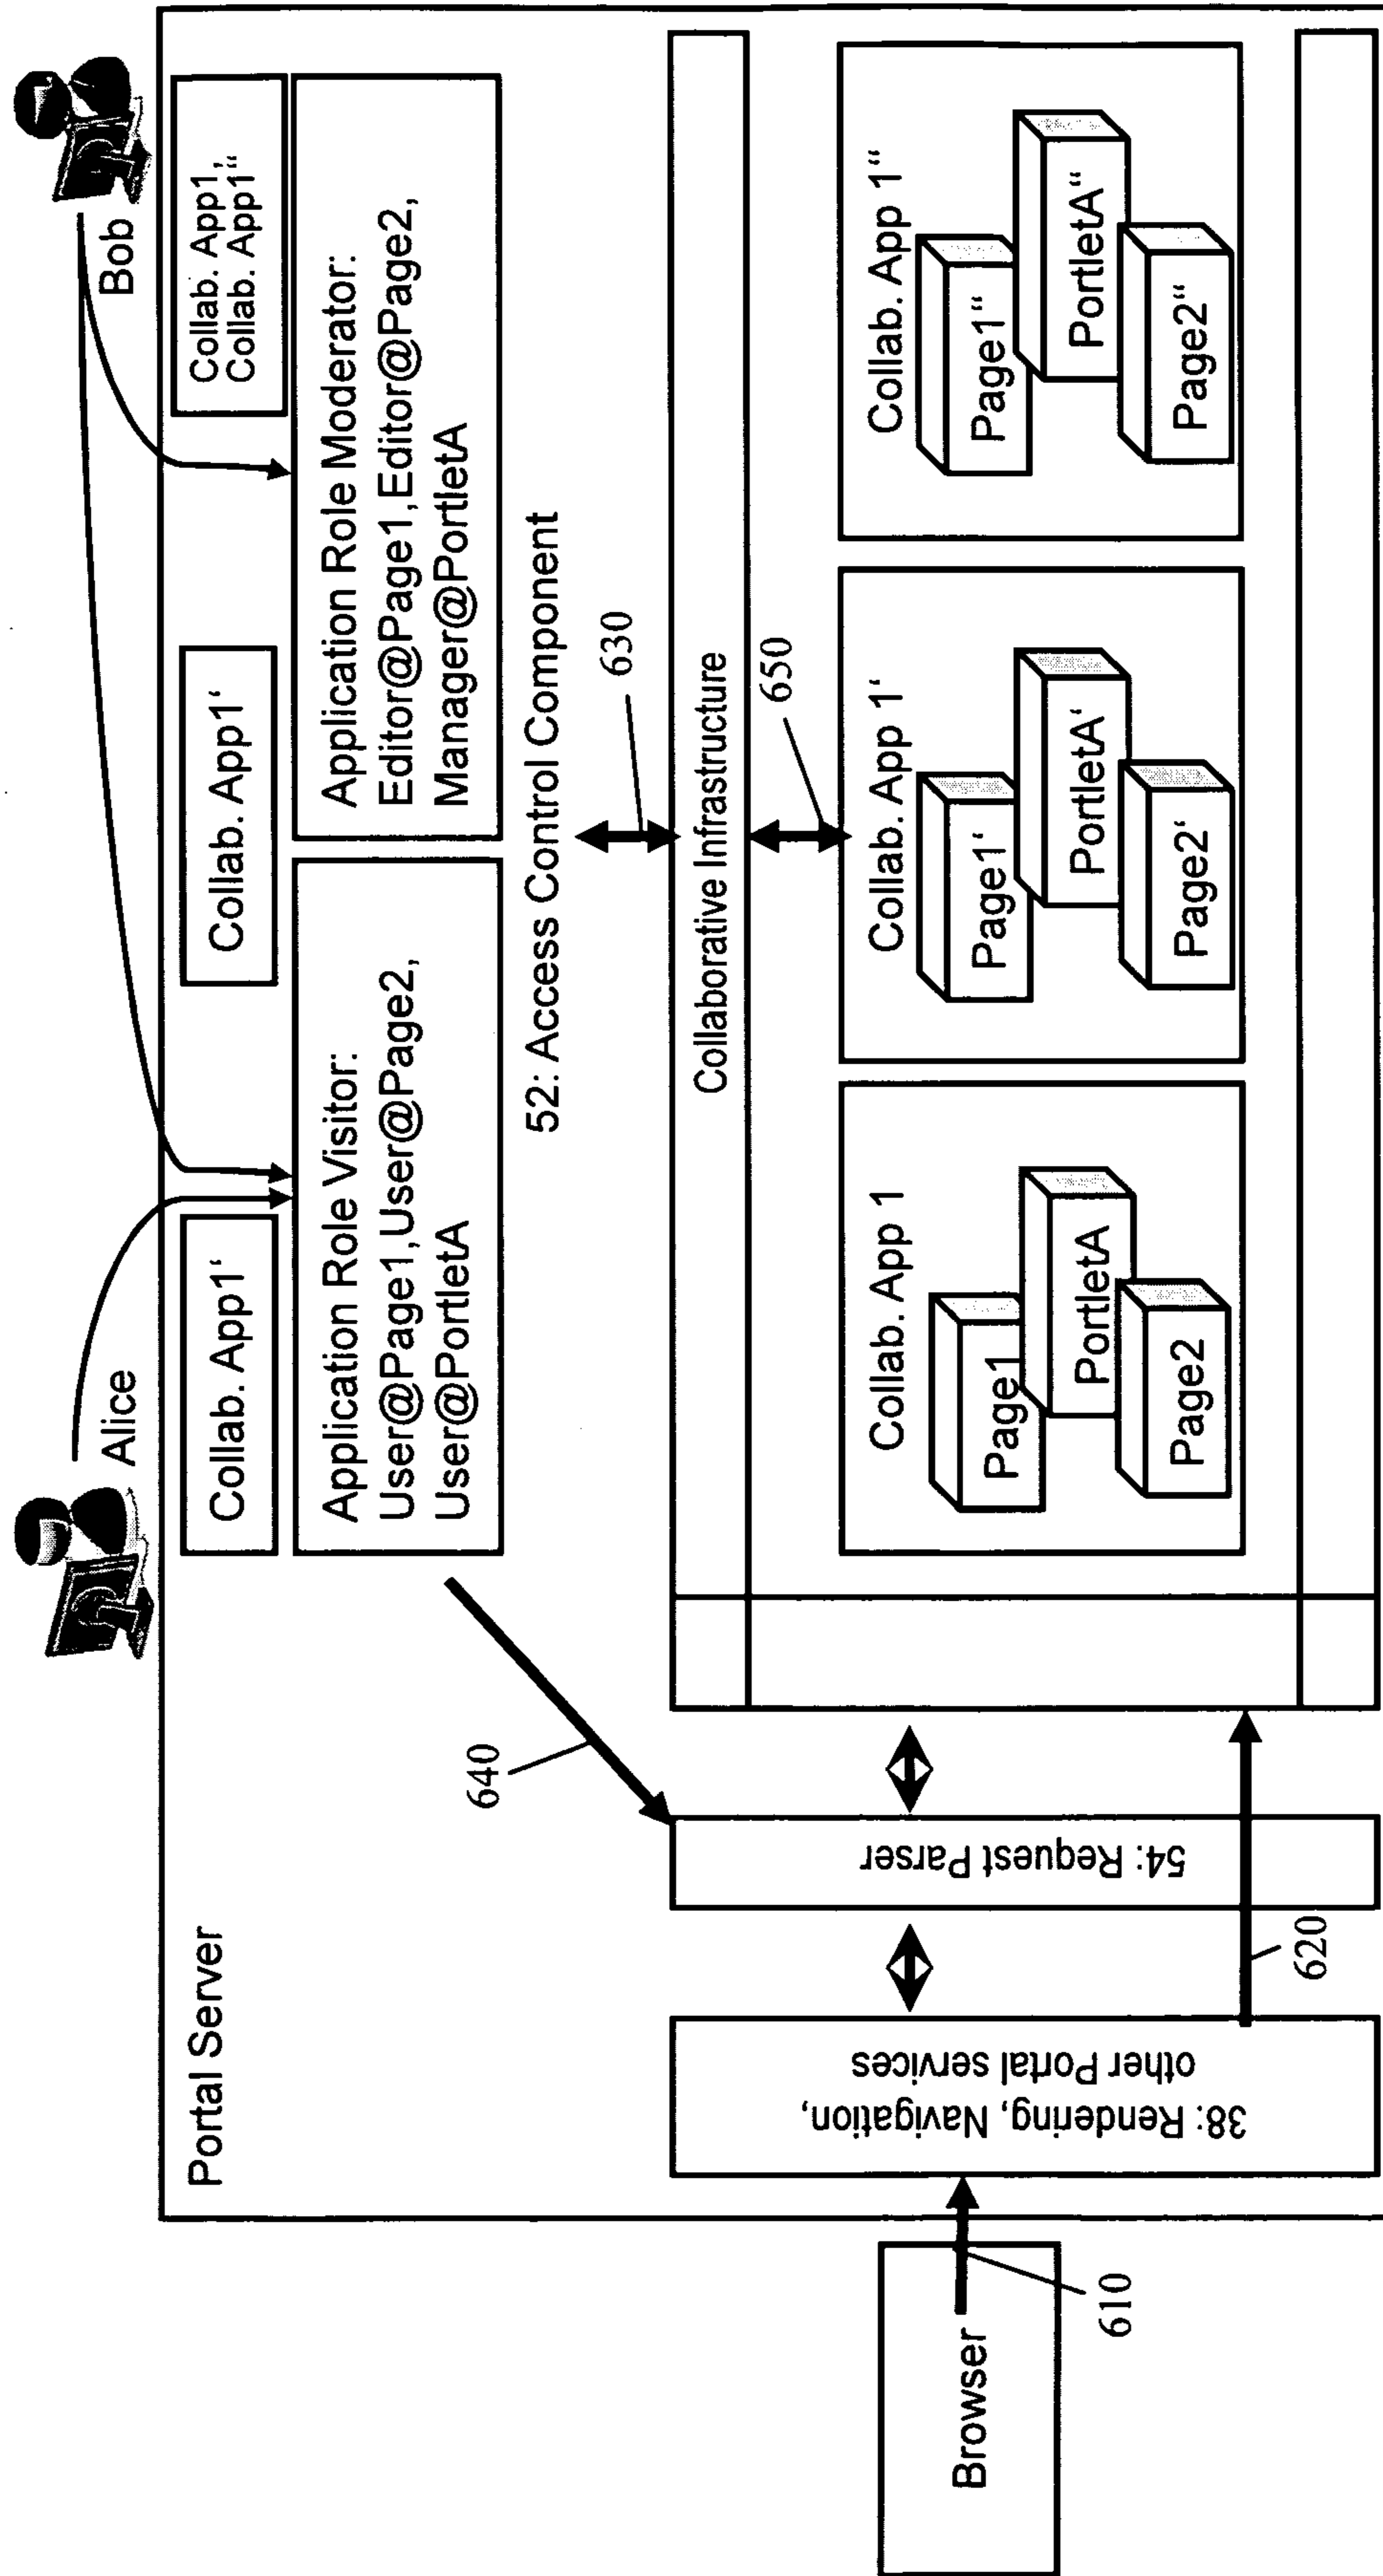 Alice
Bob
Portal Server
Collab. App1‘
Collab. App1‘
Collab. App1,
Collab. App1“
Application Role Visitor:
User@Page1,User@Page2,
User@PortletA
Application Role Moderator:
Editor@Page1,Editor@Page2,
Manager@PortletA
52: Access Control Component
640
630
Collaborative Infrastructure
650
Browser
610
38: Rendering, Navigation,
other Portal services
54: Request Parser
620
Collab. App 1
Page1
PortletA
Page2
Collab. App 1‘
Page1‘
PortletA‘
Page2‘
Collab. App 1“
Page1“
PortletA“
Page2“